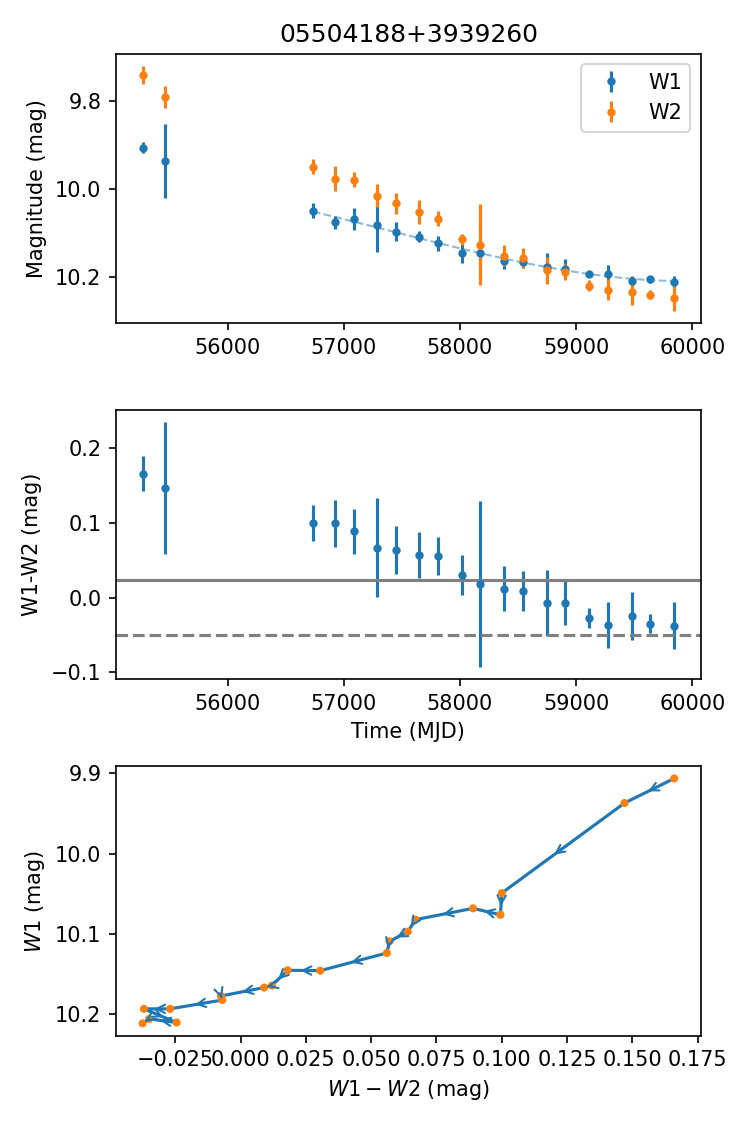 05504188+3939260
W1
W2
Magnitude (mag)
9.8
10.0
10.2
56000 57000 58000 59000 60000
W1-W2 (mag)
0.2
0.1
0.0
−0.1
56000 57000 58000 59000 60000
Time (MJD)
W1 (mag)
9.9
10.0
10.1
10.2
−0.025 0.000 0.025 0.050 0.075 0.100 0.125 0.150 0.175
W1 − W2 (mag)